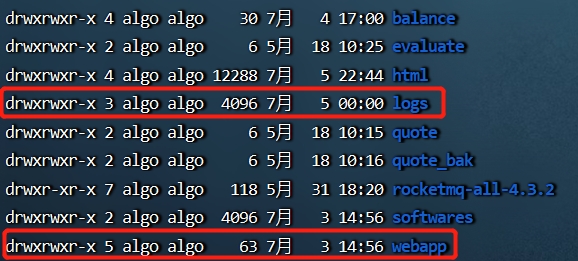 drwxrwxr-x 4 algo algo    30 7月   4 17:00 balance
drwxrwxr-x 2 algo algo     6 5月  18 10:25 evaluate
drwxrwxr-x 4 algo algo 12288 7月   5 22:44 html
drwxrwxr-x 3 algo algo  4096 7月   5 00:00 logs
drwxrwxr-x 2 algo algo     6 5月  18 10:15 quote
drwxrwxr-x 2 algo algo     6 5月  18 10:16 quote_bak
drwxr-xr-x 7 algo algo   118 5月  31 18:20 rocketmq-all-4.3.2
drwxrwxr-x 2 algo algo  4096 7月   3 14:56 softwares
drwxrwxr-x 5 algo algo    63 7月   3 14:56 webapp